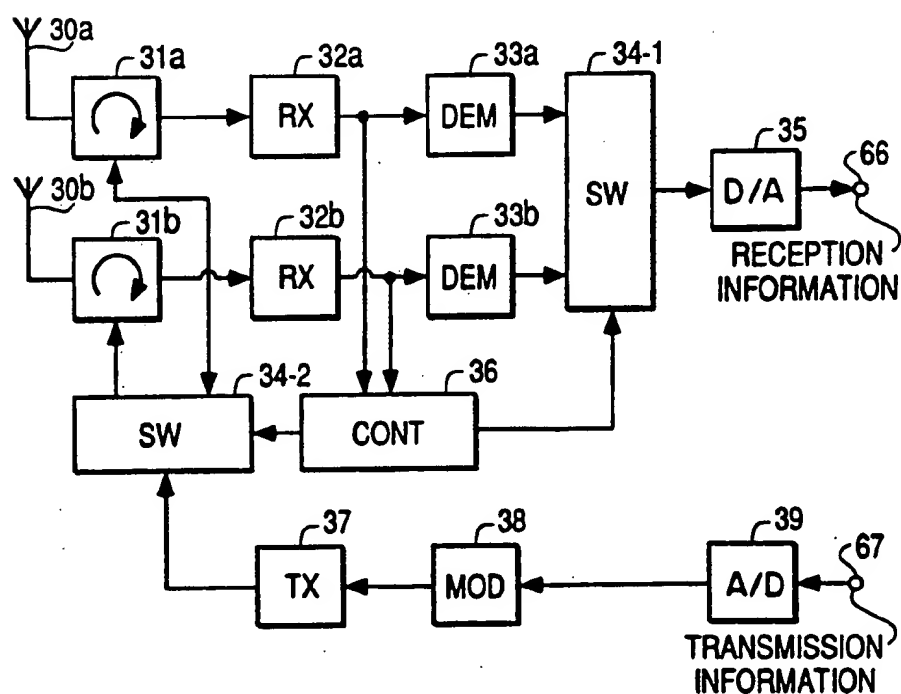 30a
31a
32a
33a
34-1
RX
DEM
35
66
30b
31b
32b
33b
SW
D/A
RX
DEM
RECEPTION
INFORMATION
34-2
36
SW
CONT
37
38
39
67
TX
MOD
A/D
TRANSMISSION
INFORMATION